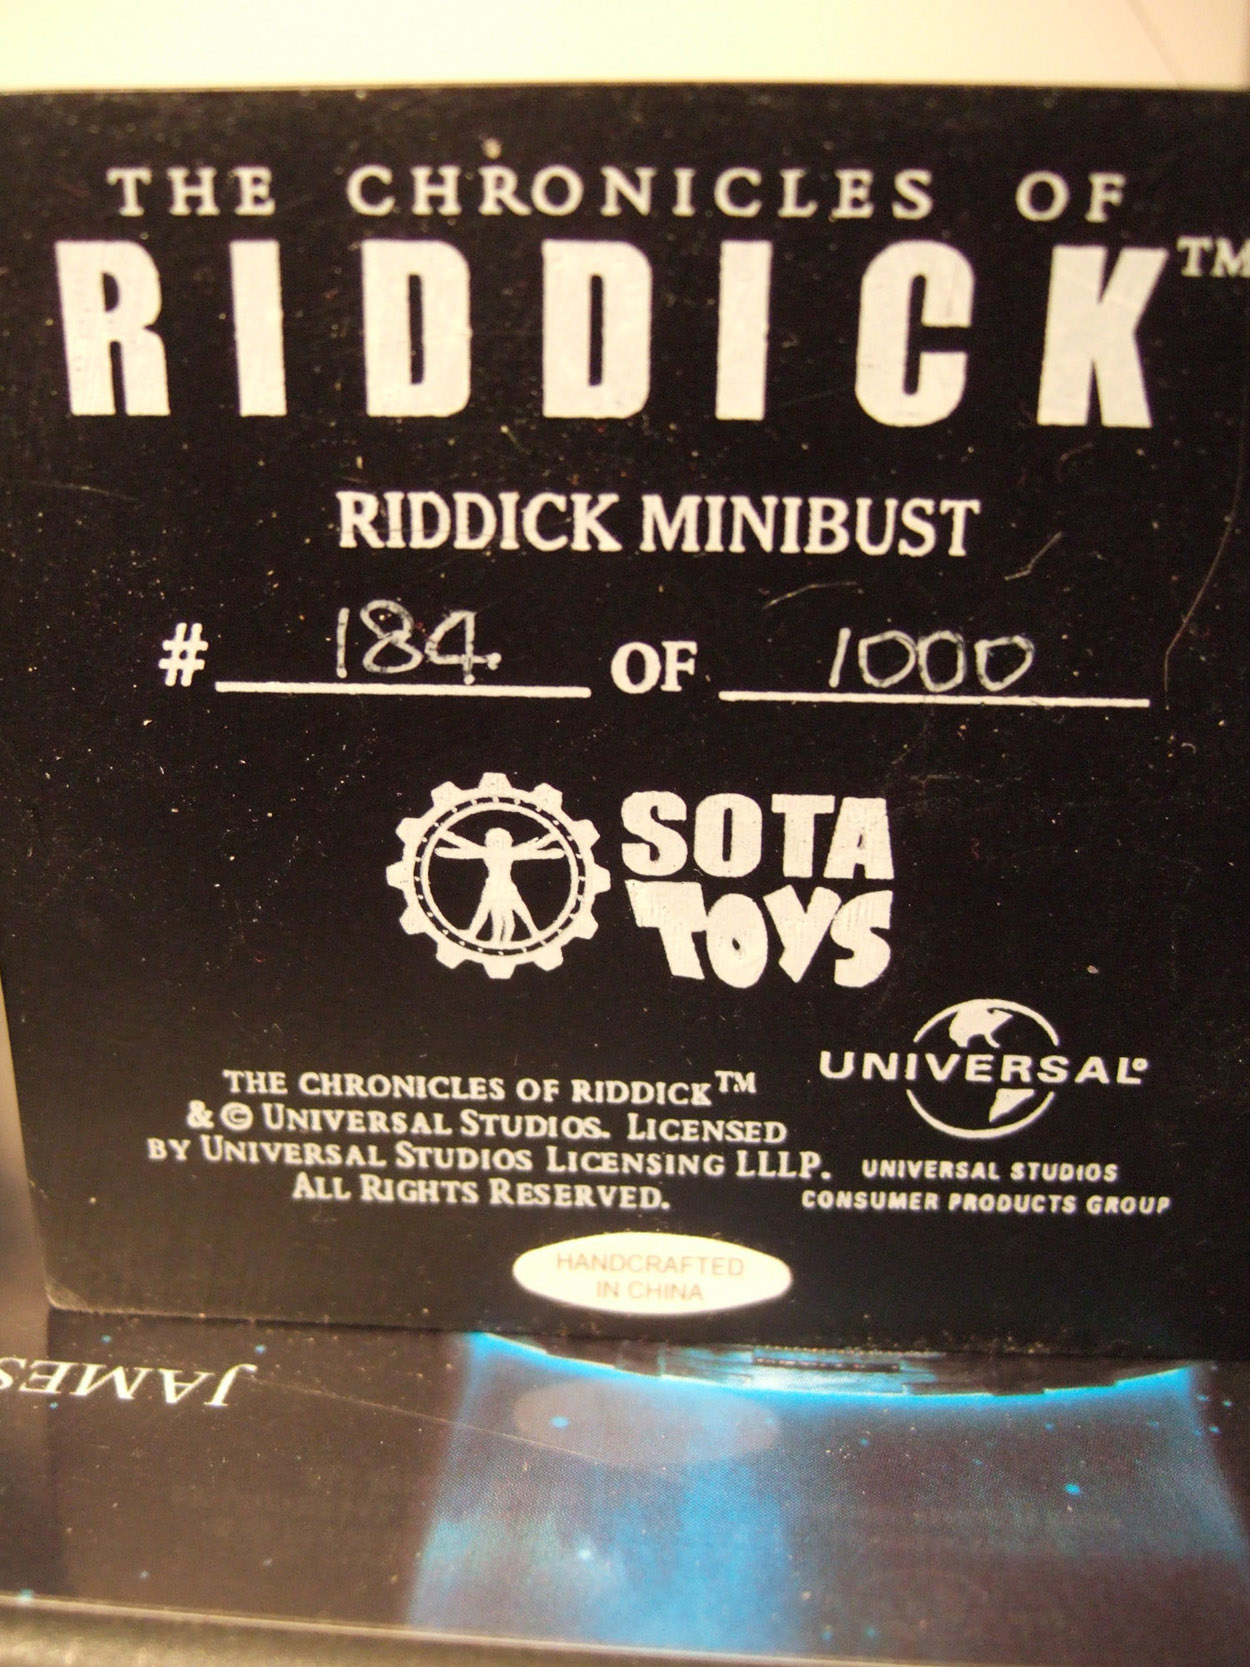 THE CHRONICLES OF
RIDDICK™
RIDDICK MINIBUST
# 184 OF 1000
SOTA
TOYS
UNIVERSAL®
THE CHRONICLES OF RIDDICK™
& © UNIVERSAL STUDIOS. LICENSED
BY UNIVERSAL STUDIOS LICENSING LLLP.
ALL RIGHTS RESERVED.
UNIVERSAL STUDIOS
CONSUMER PRODUCTS GROUP
HANDCRAFTED
IN CHINA
JAMES